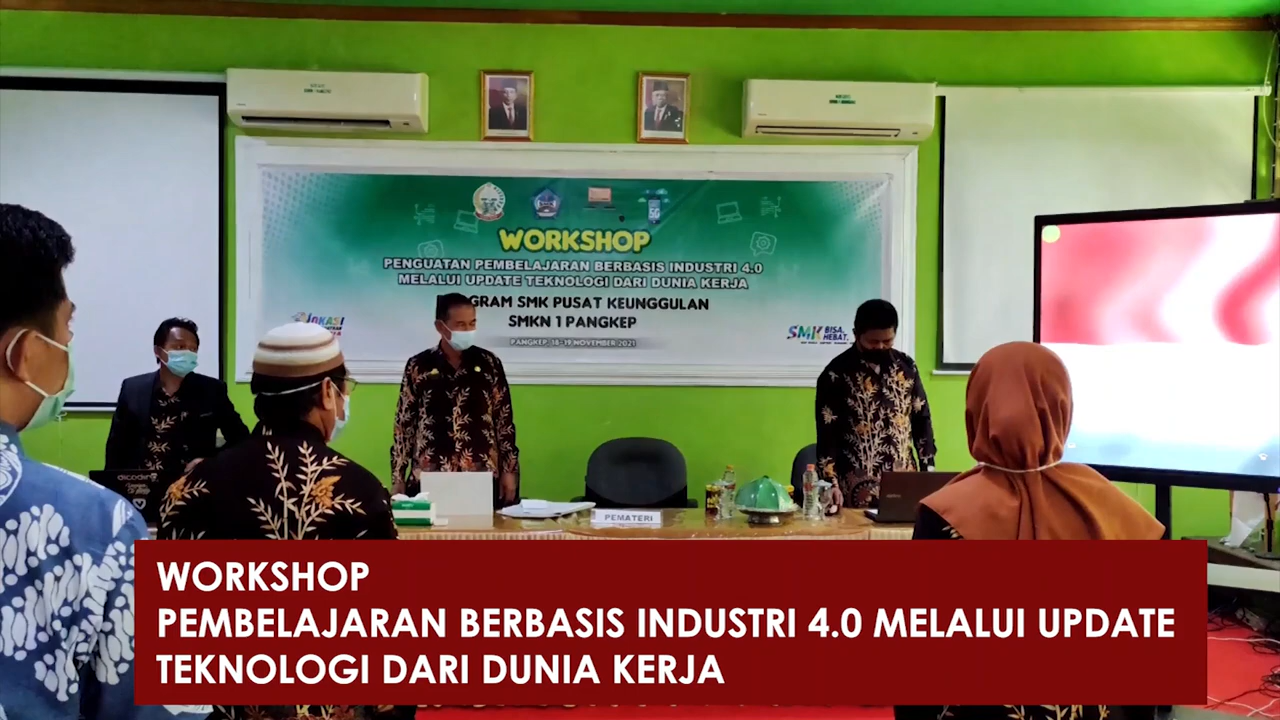 WORKSHOP
PENGUATAN PEMBELAJARAN BERBASIS INDUSTRI 4.0
MELALUI UPDATE TEKNOLOGI DARI DUNIA KERJA
GRAM SMK PUSAT KEUNGGULAN
SMKN 1 PANGKEP
PANGKEP, 18-19 NOVEMBER 2021
SMK BISA.
HEBAT.
5G
PEMATERI
WORKSHOP
PEMBELAJARAN BERBASIS INDUSTRI 4.0 MELALUI UPDATE
TEKNOLOGI DARI DUNIA KERJA